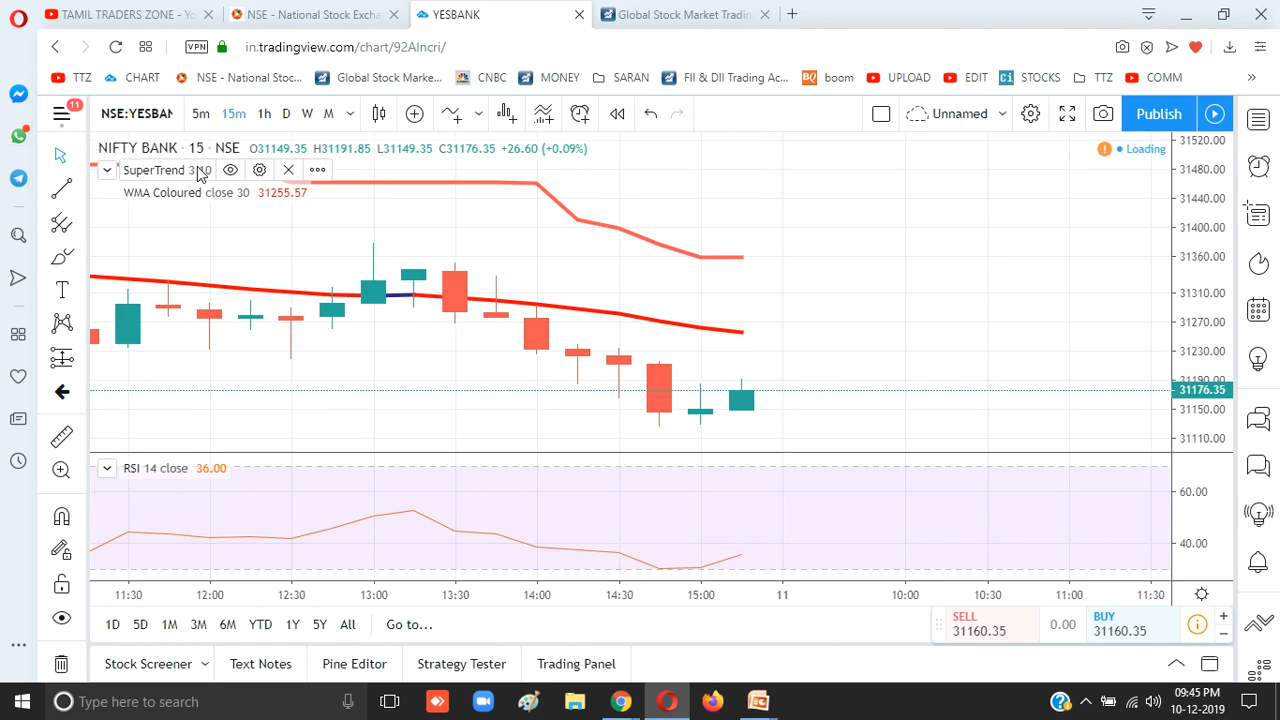 TAMIL TRADERS ZONE - Yo
NSE - National Stock Excha
YESBANK
Global Stock Market Tradin
VPN
in.tradingview.com/chart/92AIncri/
TTZ
CHART
NSE - National Stoc...
Global Stock Marke...
CNBC
MONEY
SARAN
FII & DII Trading Ac...
BQ
boom
UPLOAD
EDIT
Ci
STOCKS
TTZ
COMM
11
NSE:YESBAN
5m
15m
1h
D
W
M
Unnamed
Publish
NIFTY BANK · 15 · NSE O31149.35 H31191.85 L31149.35 C31176.35 +26.60 (+0.09%)
Loading
SuperTrend
WMA Coloured close 30 31255.57
31520.00
31480.00
31440.00
31400.00
31360.00
31310.00
31270.00
31230.00
31190.00
31176.35
31150.00
31110.00
RSI 14 close 36.00
60.00
40.00
11:30 12:00 12:30 13:00 13:30 14:00 14:30 15:00 11 10:00 10:30 11:00 11:30
1D 5D 1M 3M 6M YTD 1Y 5Y All Go to...
SELL
31160.35
0.00
BUY
31160.35
Stock Screener
Text Notes
Pine Editor
Strategy Tester
Trading Panel
Type here to search
09:45 PM
10-12-2019